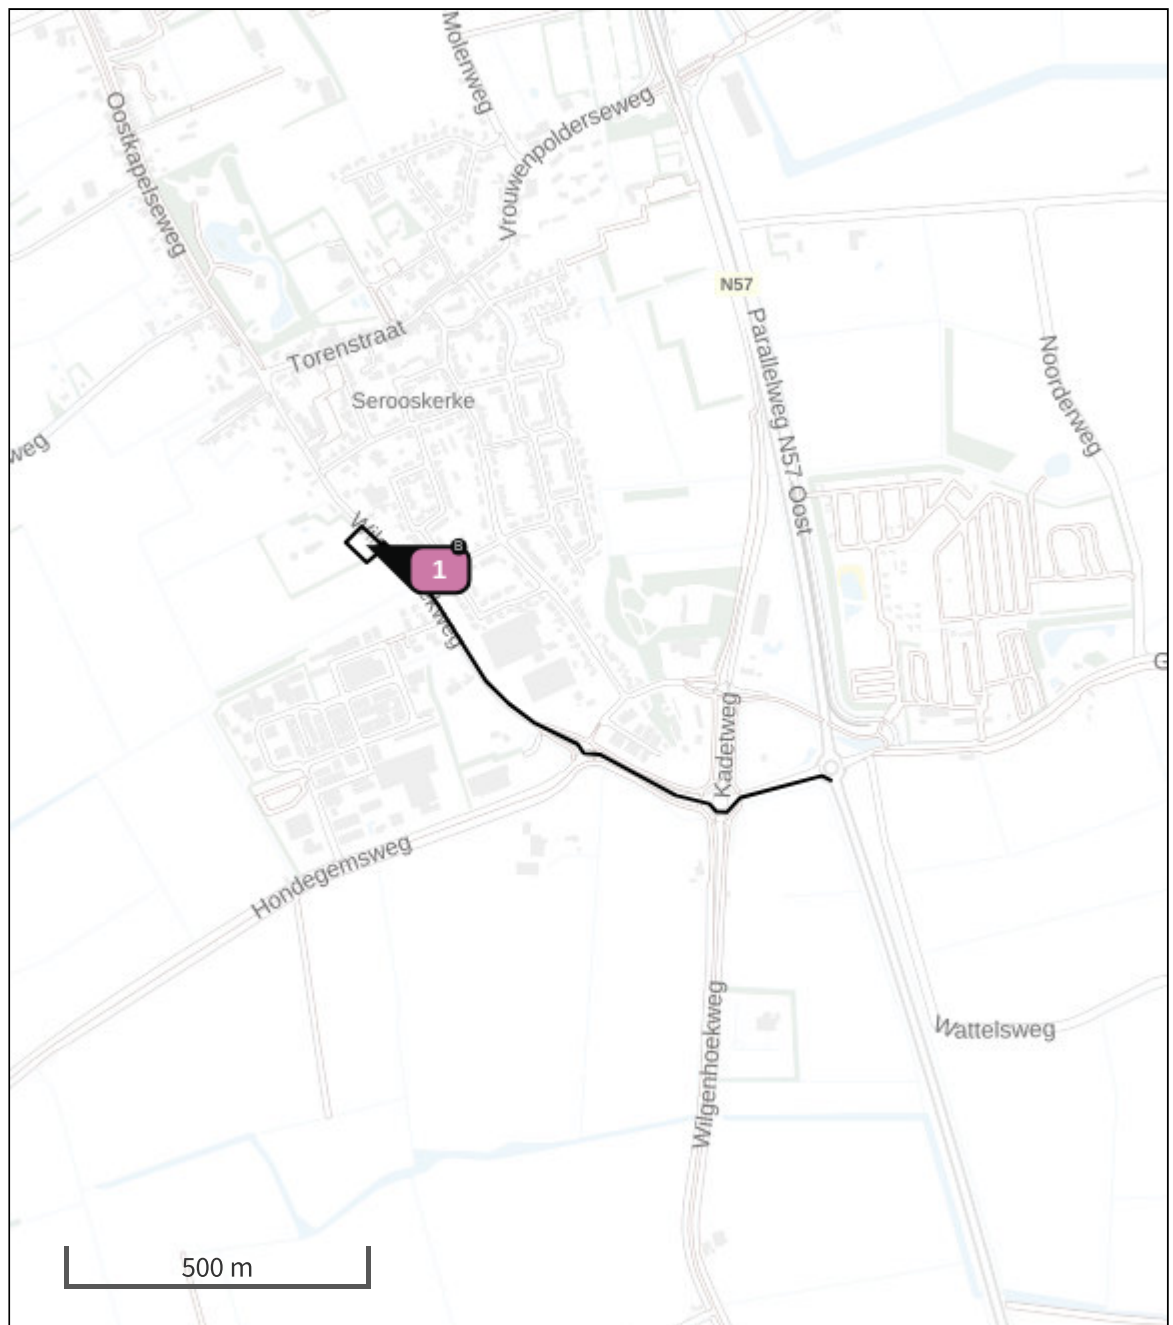 Molenweg
Oostkapelseweg
Vrouwenpolderseweg
N57
Torenstraat
Parallelweg N57 Oost
Noorderweg
Serooskerke
weg
B
1
G
Kadetweg
Hondegemsweg
Wilgenhoekweg
Wattelsweg
500 m